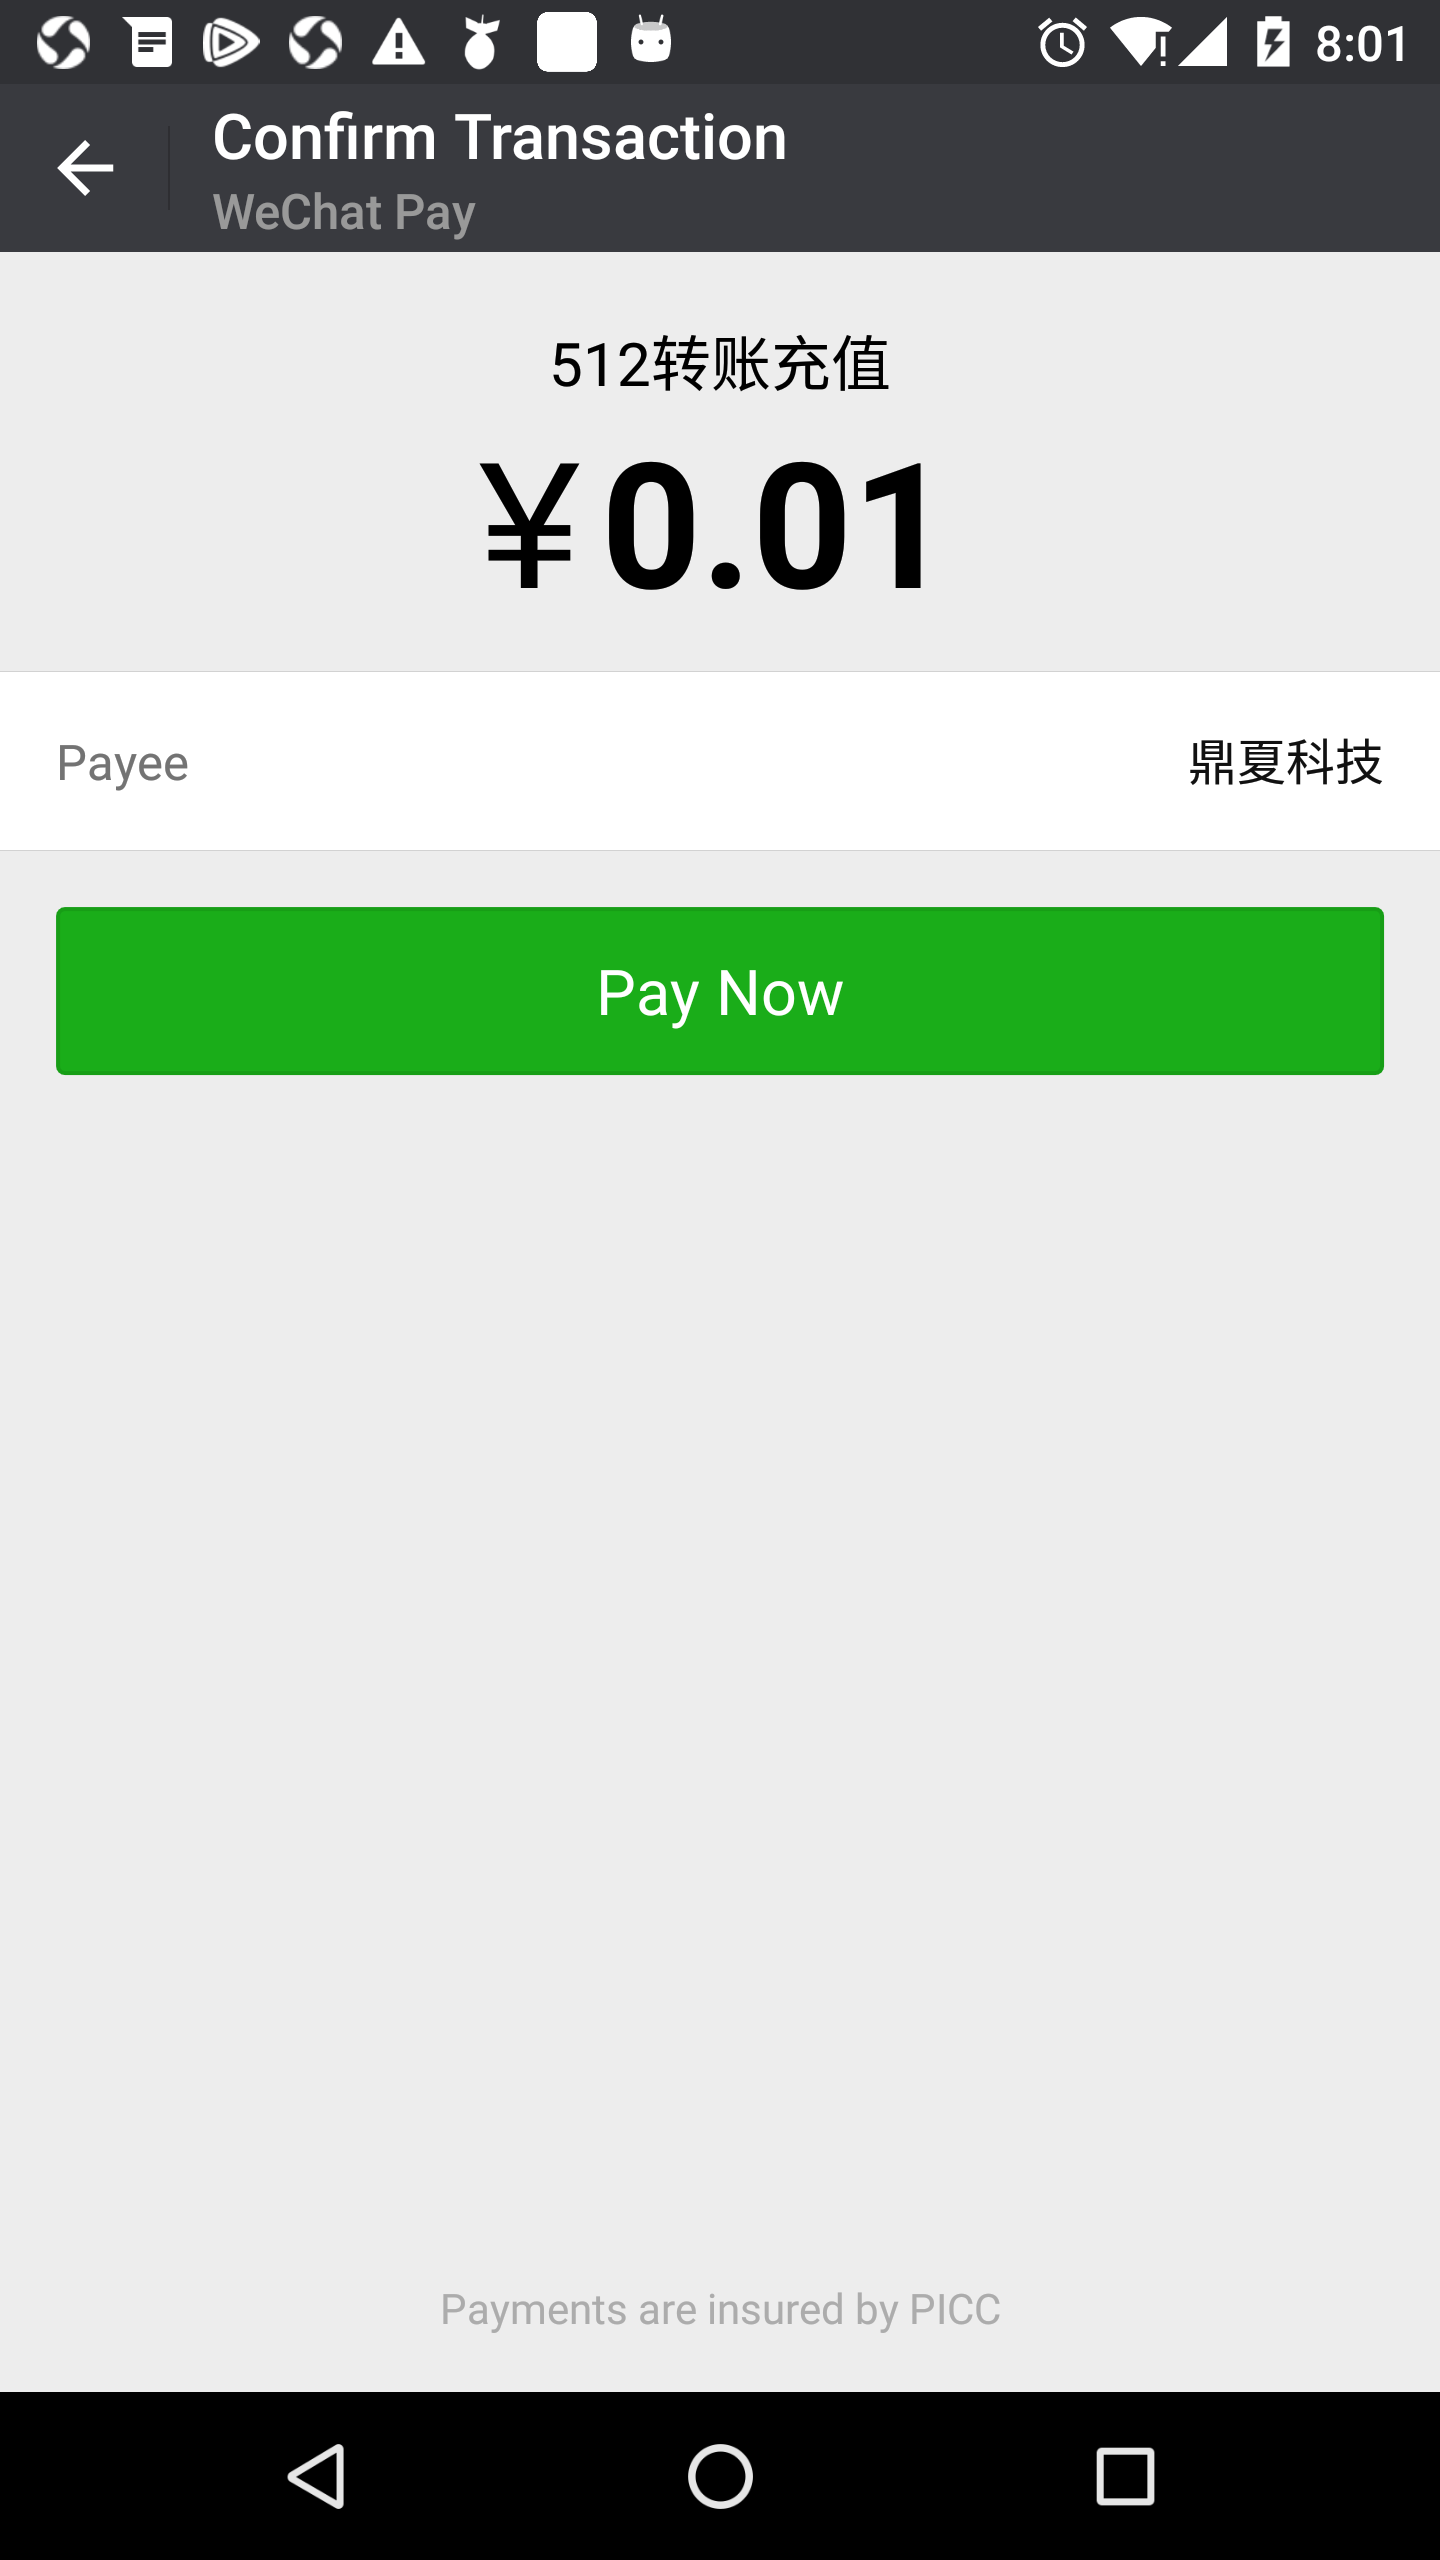 8:01
Confirm Transaction
WeChat Pay
512转账充值
￥0.01
Payee 鼎夏科技
Pay Now
Payments are insured by PICC